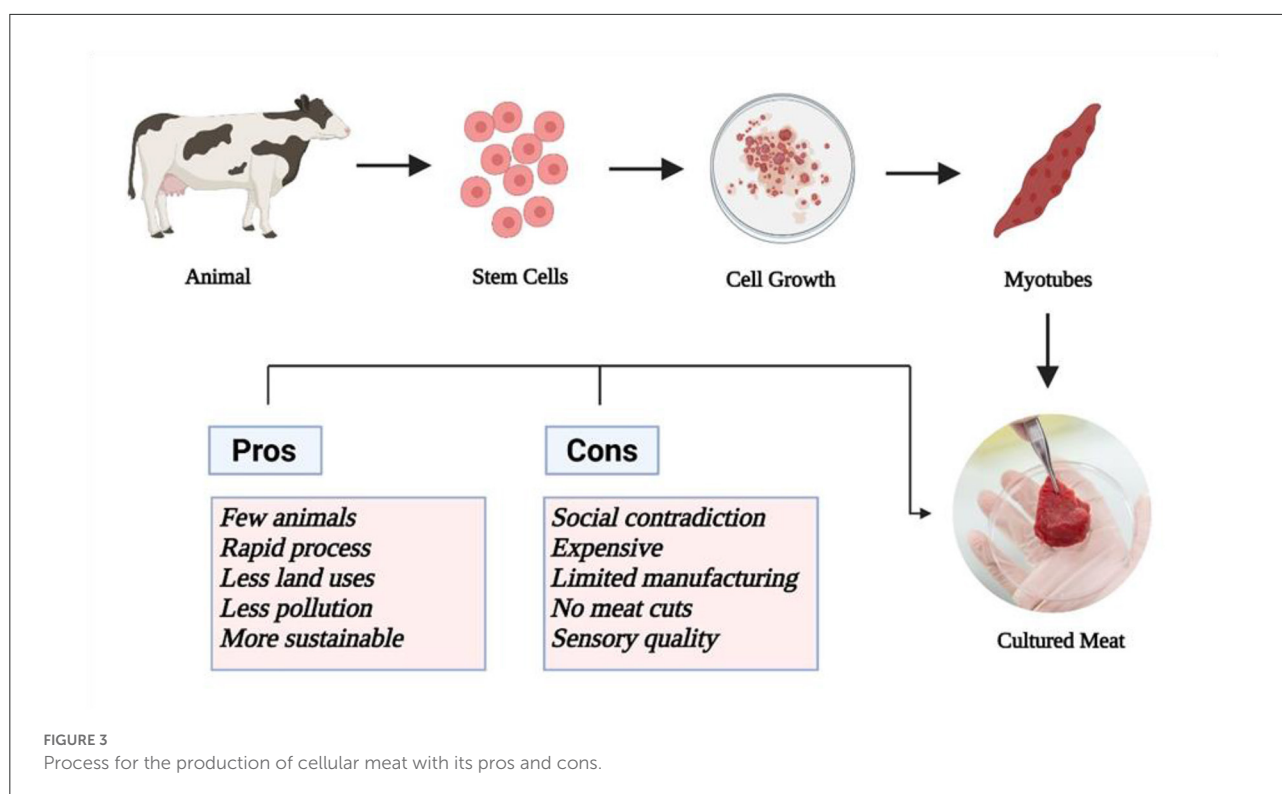 Animal
Stem Cells
Cell Growth
Myotubes
Pros
Few animals
Rapid process
Less land uses
Less pollution
More sustainable
Cons
Social contradiction
Expensive
Limited manufacturing
No meat cuts
Sensory quality
Cultured Meat
FIGURE 3
Process for the production of cellular meat with its pros and cons.